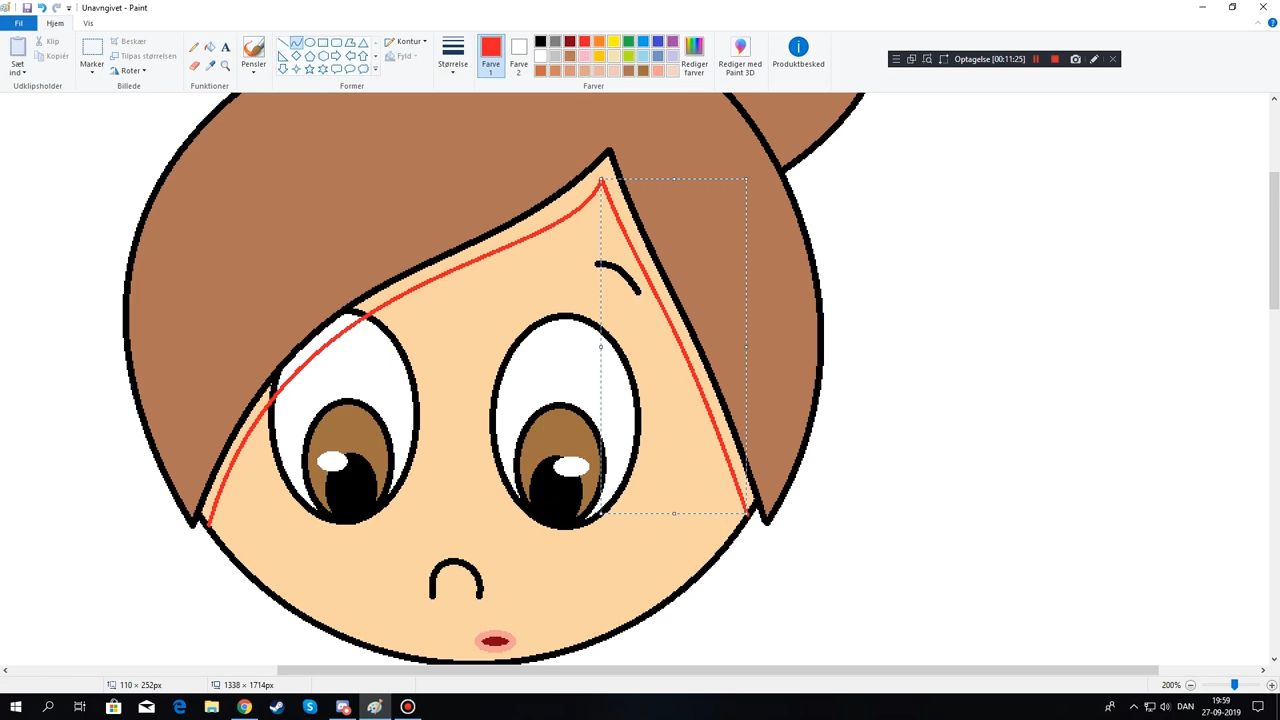 Unavngivet - Paint
Fil Hjem Vis
Sæt ind
Klip
Kopiér
Udklipsholder
Marker
Beskær
Tilpas størrelsen
Roter
Billede
Funktioner
Pensler
Kontur
Fyld
Former
Størrelse
Farve 1
Farve 2
Rediger farver
Farver
Rediger med Paint 3D
Produktbesked
Optagelse [00:11:25]
110 × 252px
1338 × 1714px
200%
DAN
19:59
27-09-2019